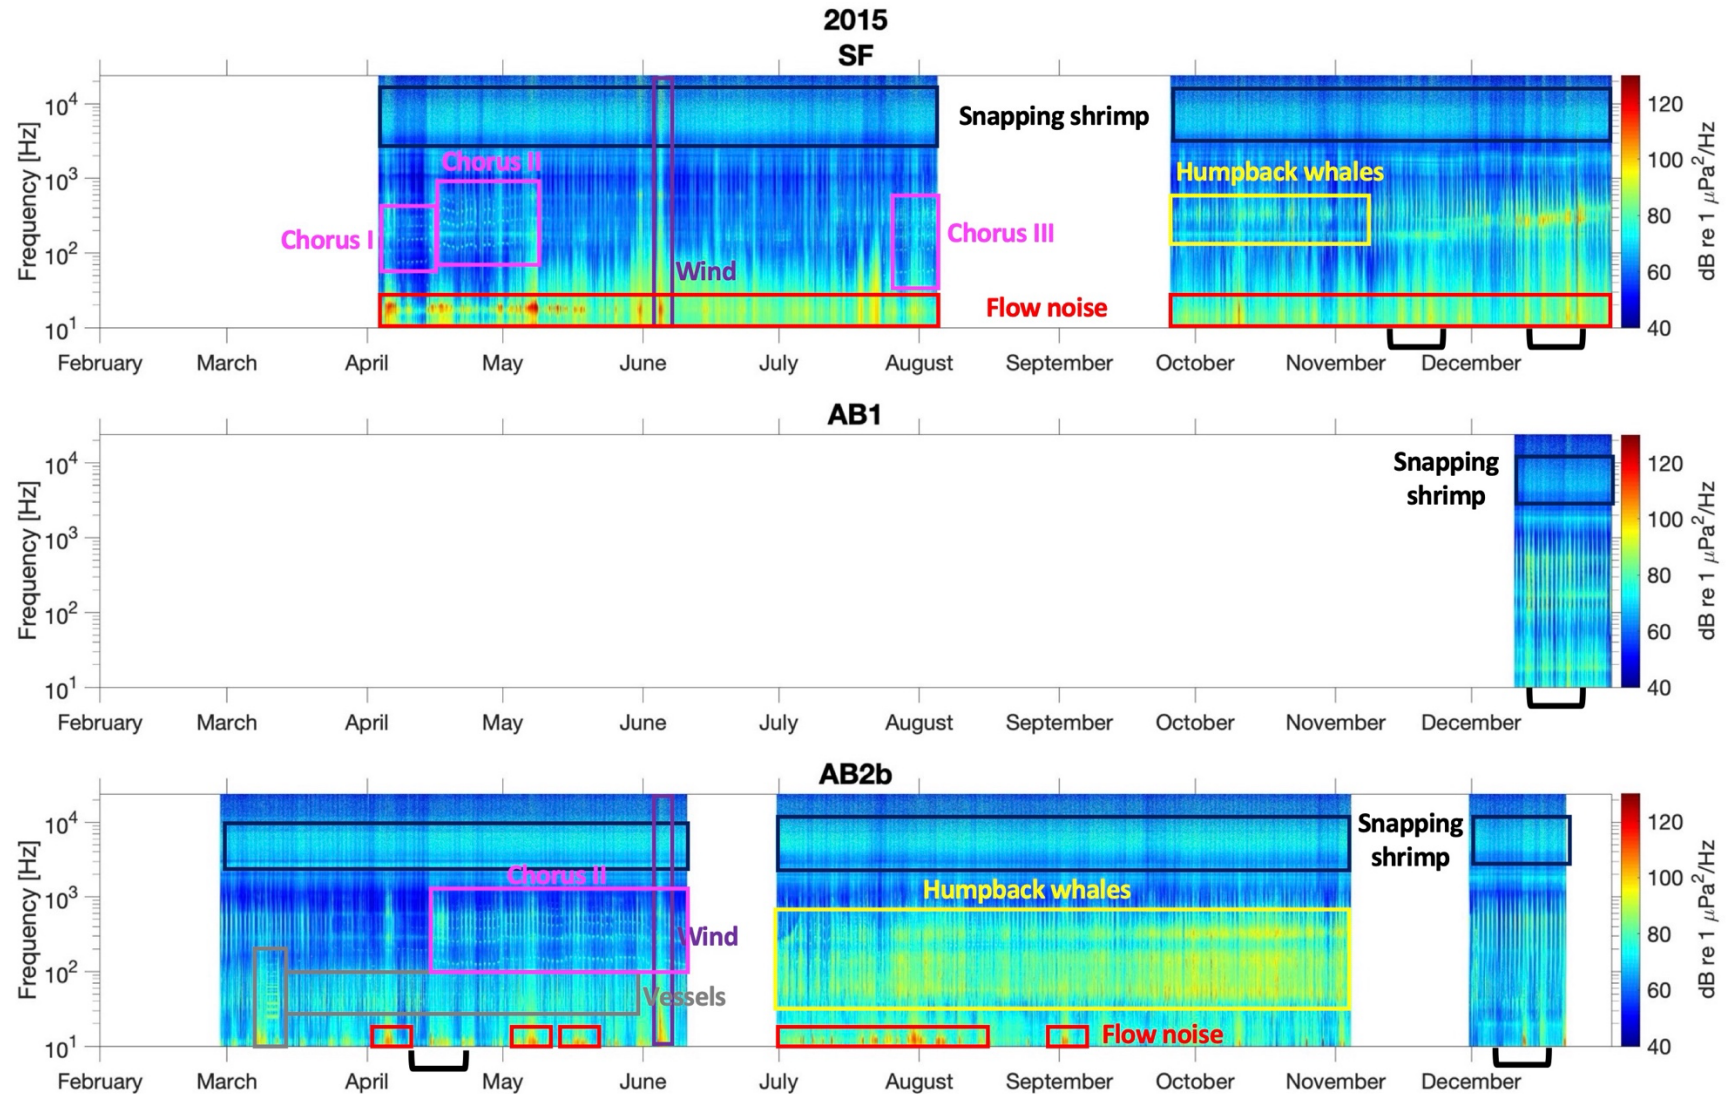 2015
SF
Frequency [Hz]
10⁴
10³
10²
10¹
Snapping shrimp
Chorus II
Humpback whales
Chorus I
Chorus III
Wind
Flow noise
February March April May June July August September October November December
120
100
80
60
40
dB re 1 μPa²/Hz
AB1
Frequency [Hz]
10⁴
10³
10²
10¹
Snapping
shrimp
February March April May June July August September October November December
120
100
80
60
40
dB re 1 μPa²/Hz
AB2b
Frequency [Hz]
10⁴
10³
10²
10¹
Snapping
shrimp
Chorus II
Humpback whales
Wind
Vessels
Flow noise
February March April May June July August September October November December
120
100
80
60
40
dB re 1 μPa²/Hz